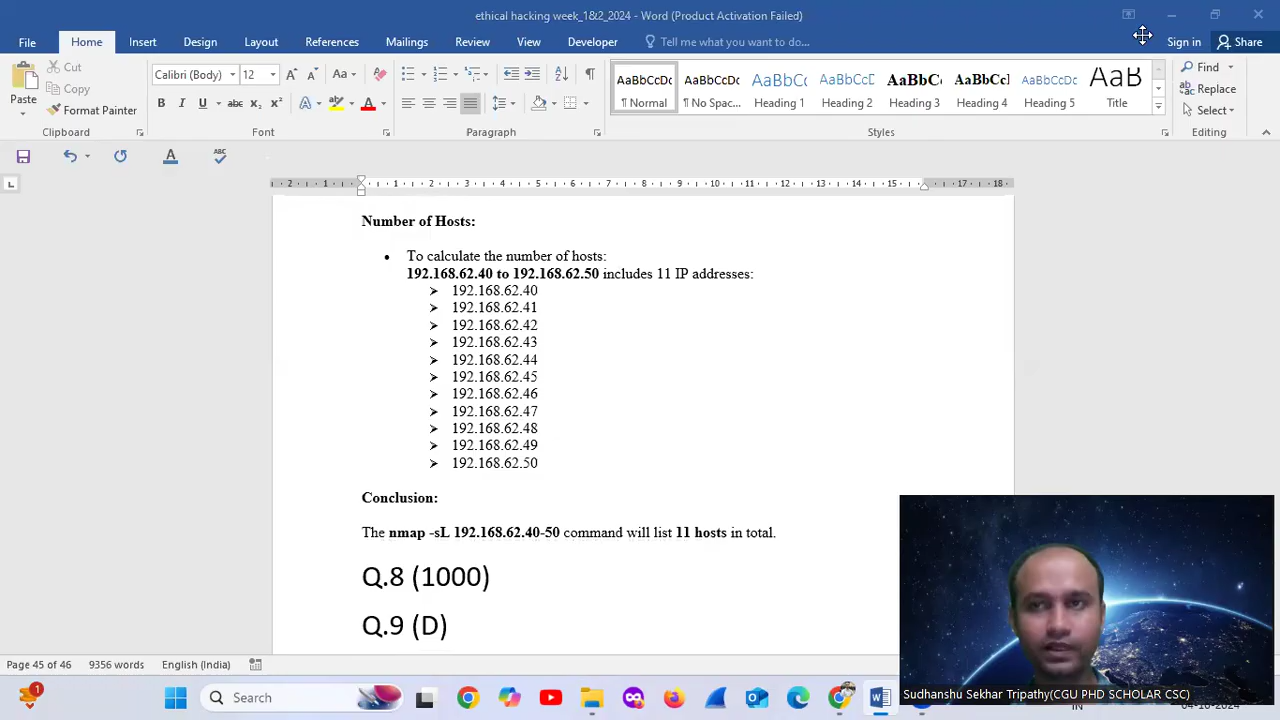 ethical hacking week_1&2_2024 - Word (Product Activation Failed)
File Home Insert Design Layout References Mailings Review View Developer Tell me what you want to do... Sign in Share
Paste
Cut
Copy
Format Painter
Clipboard
Calibri (Body) 12
Font
Paragraph
AaBbCcDc AaBbCcDc AaBbCc AaBbCcD AaBbCc AaBbCc AaBbCcDc AaB
¶ Normal ¶ No Spac... Heading 1 Heading 2 Heading 3 Heading 4 Heading 5 Title
Styles
Find
Replace
Select
Editing
Number of Hosts:
• To calculate the number of hosts:
192.168.62.40 to 192.168.62.50 includes 11 IP addresses:
➢ 192.168.62.40
➢ 192.168.62.41
➢ 192.168.62.42
➢ 192.168.62.43
➢ 192.168.62.44
➢ 192.168.62.45
➢ 192.168.62.46
➢ 192.168.62.47
➢ 192.168.62.48
➢ 192.168.62.49
➢ 192.168.62.50
Conclusion:
The nmap -sL 192.168.62.40-50 command will list 11 hosts in total.
Q.8 (1000)
Q.9 (D)
Page 45 of 46 9356 words English (India)
Sudhanshu Sekhar Tripathy(CGU PHD SCHOLAR CSC)
1
Search
IN
04-10-2024